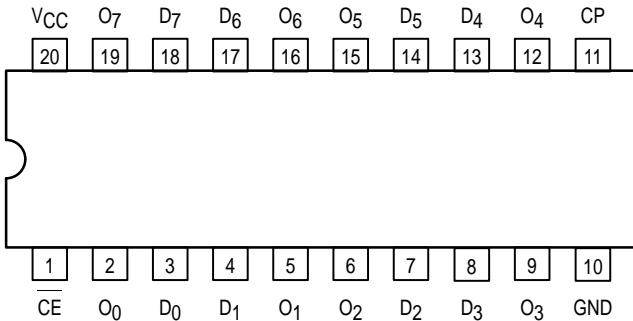 VCC O7 D7 D6 O6 O5 D5 D4 O4 CP
20 19 18 17 16 15 14 13 12 11
1 2 3 4 5 6 7 8 9 10
CE O0 D0 D1 O1 O2 D2 D3 O3 GND